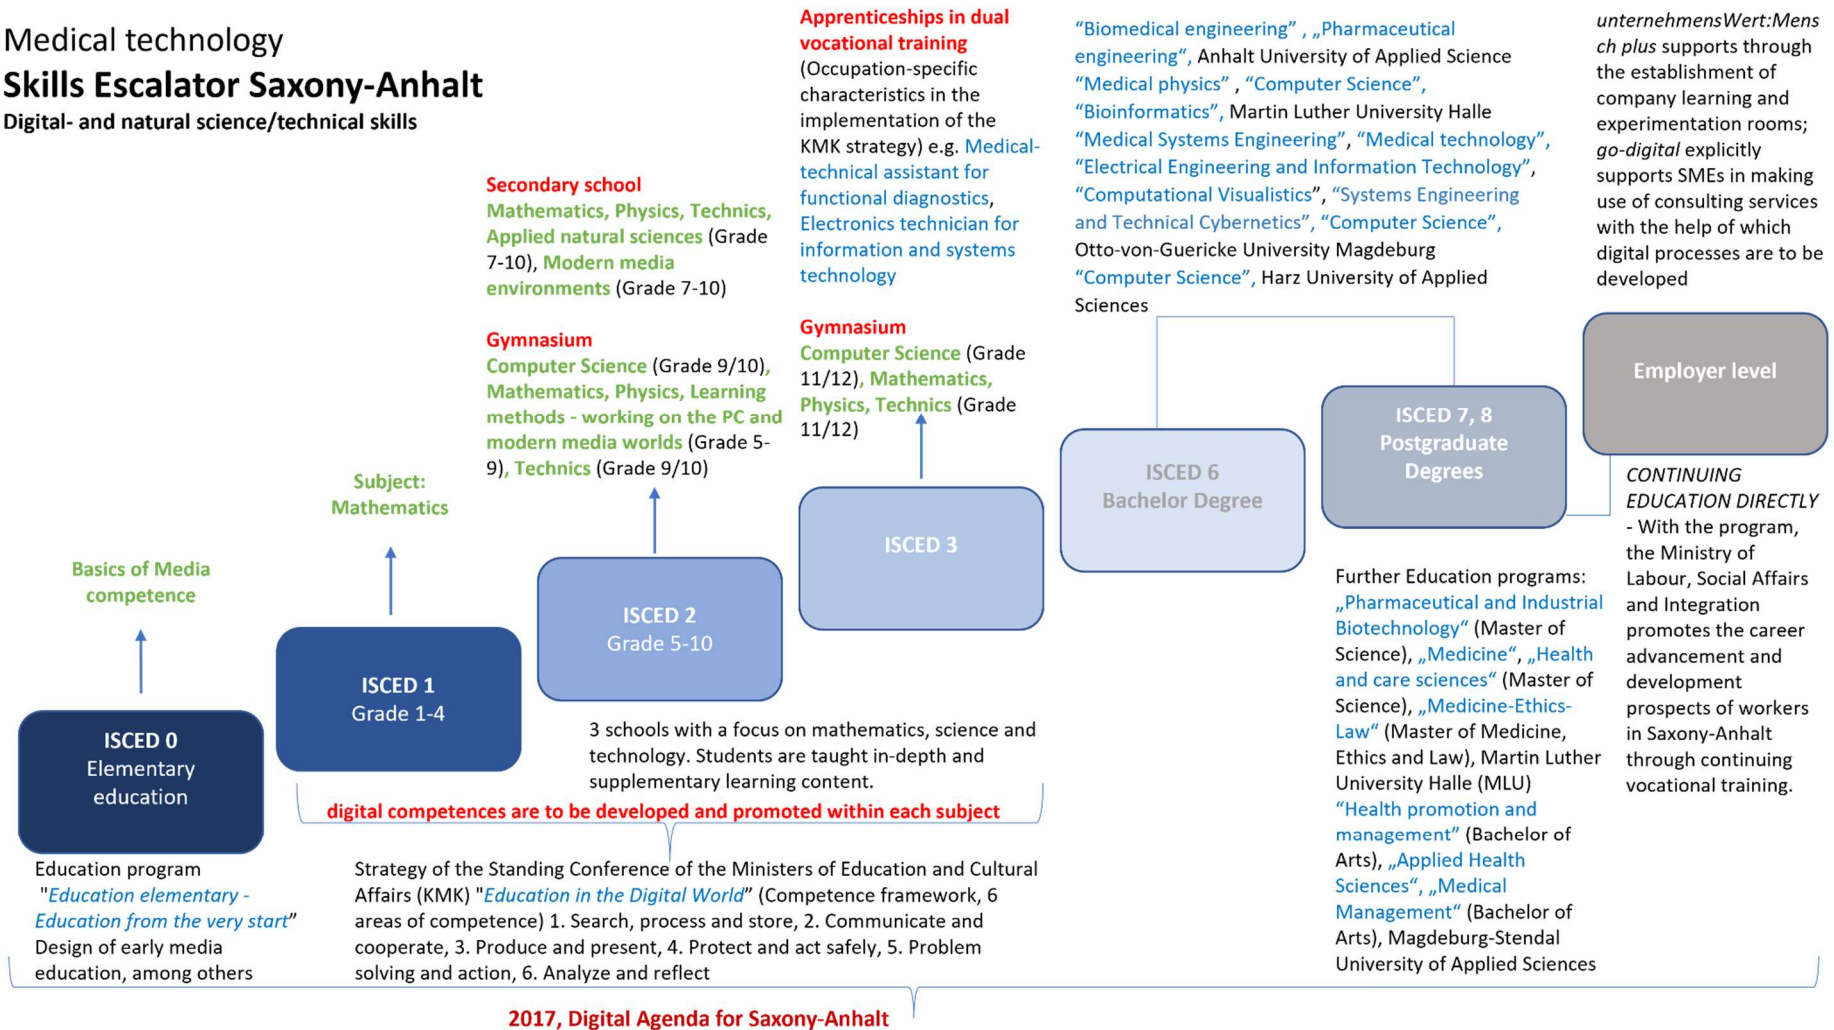 Medical technology
Skills Escalator Saxony-Anhalt
Digital- and natural science/technical skills
Basics of Media
competence
ISCED 0
Elementary
education
Education program
"Education elementary -
Education from the very start”
Design of early media
education, among others
Subject:
Mathematics
ISCED 1
Grade 1-4
Secondary school
Mathematics, Physics, Technics,
Applied natural sciences (Grade
7-10), Modern media
environments (Grade 7-10)
Gymnasium
Computer Science (Grade 9/10),
Mathematics, Physics, Learning
methods - working on the PC and
modern media worlds (Grade 5-
9), Technics (Grade 9/10)
ISCED 2
Grade 5-10
3 schools with a focus on mathematics, science and
technology. Students are taught in-depth and
supplementary learning content.
digital competences are to be developed and promoted within each subject
Strategy of the Standing Conference of the Ministers of Education and Cultural
Affairs (KMK) "Education in the Digital World” (Competence framework, 6
areas of competence) 1. Search, process and store, 2. Communicate and
cooperate, 3. Produce and present, 4. Protect and act safely, 5. Problem
solving and action, 6. Analyze and reflect
Apprenticeships in dual
vocational training
(Occupation-specific
characteristics in the
implementation of the
KMK strategy) e.g. Medical-
technical assistant for
functional diagnostics,
Electronics technician for
information and systems
technology
Gymnasium
Computer Science (Grade
11/12), Mathematics,
Physics, Technics (Grade
11/12)
ISCED 3
“Biomedical engineering” , „Pharmaceutical
engineering“, Anhalt University of Applied Science
“Medical physics” , “Computer Science”,
“Bioinformatics”, Martin Luther University Halle
“Medical Systems Engineering”, “Medical technology”,
“Electrical Engineering and Information Technology”,
“Computational Visualistics”, “Systems Engineering
and Technical Cybernetics”, “Computer Science”,
Otto-von-Guericke University Magdeburg
“Computer Science”, Harz University of Applied
Sciences
ISCED 6
Bachelor Degree
ISCED 7, 8
Postgraduate
Degrees
Further Education programs:
„Pharmaceutical and Industrial
Biotechnology“ (Master of
Science), „Medicine“, „Health
and care sciences“ (Master of
Science), „Medicine-Ethics-
Law“ (Master of Medicine,
Ethics and Law), Martin Luther
University Halle (MLU)
“Health promotion and
management” (Bachelor of
Arts), „Applied Health
Sciences“, „Medical
Management“ (Bachelor of
Arts), Magdeburg-Stendal
University of Applied Sciences
unternehmensWert:Mens
ch plus supports through
the establishment of
company learning and
experimentation rooms;
go-digital explicitly
supports SMEs in making
use of consulting services
with the help of which
digital processes are to be
developed
Employer level
CONTINUING
EDUCATION DIRECTLY
- With the program,
the Ministry of
Labour, Social Affairs
and Integration
promotes the career
advancement and
development
prospects of workers
in Saxony-Anhalt
through continuing
vocational training.
2017, Digital Agenda for Saxony-Anhalt